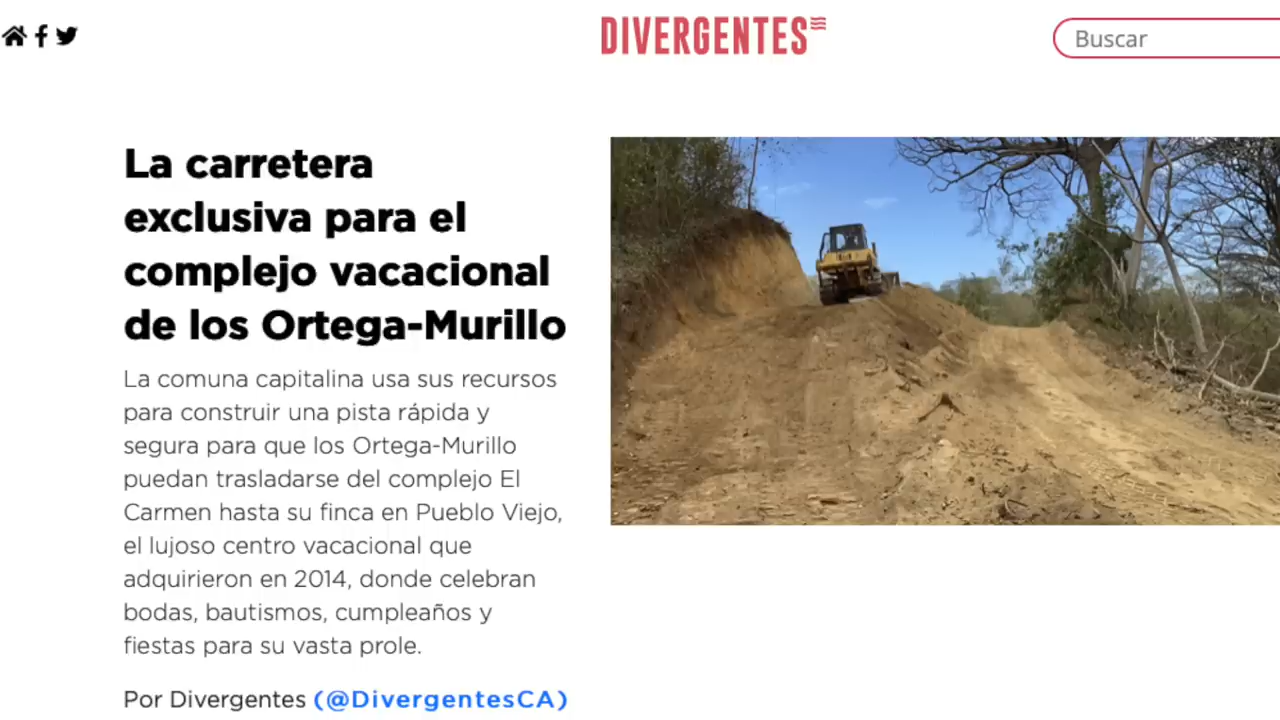 DIVERGENTES
Buscar
La carretera
exclusiva para el
complejo vacacional
de los Ortega-Murillo
La comuna capitalina usa sus recursos
para construir una pista rápida y
segura para que los Ortega-Murillo
puedan trasladarse del complejo El
Carmen hasta su finca en Pueblo Viejo,
el lujoso centro vacacional que
adquirieron en 2014, donde celebran
bodas, bautismos, cumpleaños y
fiestas para su vasta prole.
Por Divergentes (@DivergentesCA)